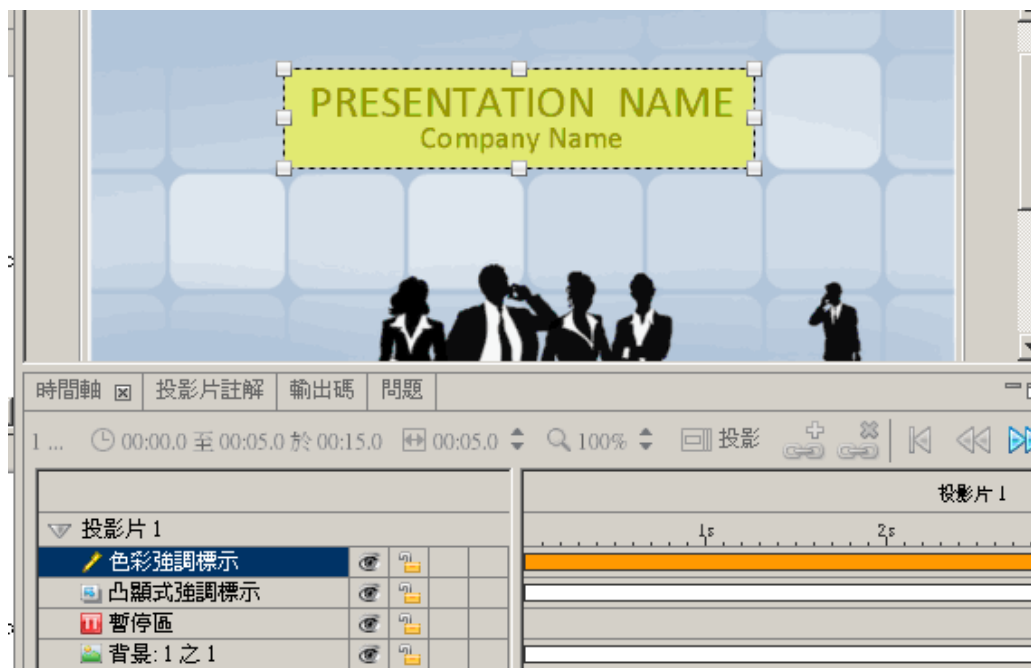 PRESENTATION NAME
Company Name
時間軸 投影片註解 輸出碼 問題
1 ... 00:00.0 至 00:05.0 於 00:15.0 00:05.0 100% 投影
投影片 1
投影片 1 1s 2s
色彩強調標示
凸顯式強調標示
暫停區
背景: 1 之 1